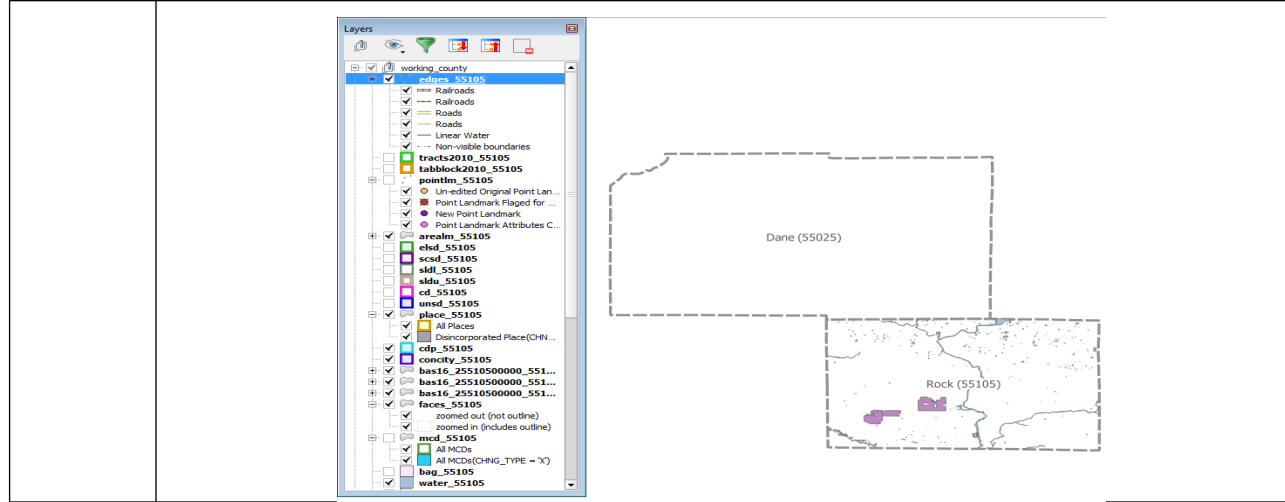 Layers
working_county
edges_55105
Railroads
Railroads
Roads
Roads
Linear Water
Non-visible boundaries
tracts2010_55105
tabblock2010_55105
pointlm_55105
Un-edited Original Point Lan...
Point Landmark Flaged for ...
New Point Landmark
Point Landmark Attributes C...
arealm_55105
elsd_55105
scsd_55105
sldl_55105
sldu_55105
cd_55105
unsd_55105
place_55105
All Places
Disincorporated Place(CHN...
cdp_55105
concity_55105
bas16_25510500000_551...
bas16_25510500000_551...
bas16_25510500000_551...
faces_55105
zoomed out (not outline)
zoomed in (includes outline)
mcd_55105
All MCDs
All MCDs(CHNG_TYPE = 'X')
bag_55105
water_55105
Dane (55025)
Rock (55105)